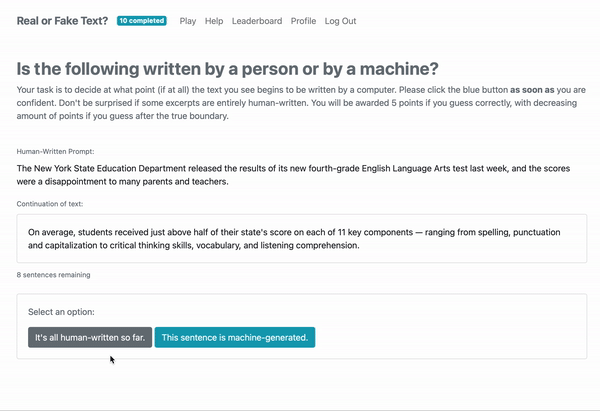 Real or Fake Text? 10 completed Play Help Leaderboard Profile Log Out
Is the following written by a person or by a machine?
Your task is to decide at what point (if at all) the text you see begins to be written by a computer. Please click the blue button as soon as you are
confident. Don't be surprised if some excerpts are entirely human-written. You will be awarded 5 points if you guess correctly, with decreasing
amount of points if you guess after the true boundary.
Human-Written Prompt:
The New York State Education Department released the results of its new fourth-grade English Language Arts test last week, and the scores
were a disappointment to many parents and teachers.
Continuation of text:
On average, students received just above half of their state's score on each of 11 key components — ranging from spelling, punctuation
and capitalization to critical thinking skills, vocabulary, and listening comprehension.
8 sentences remaining
Select an option:
It's all human-written so far. This sentence is machine-generated.